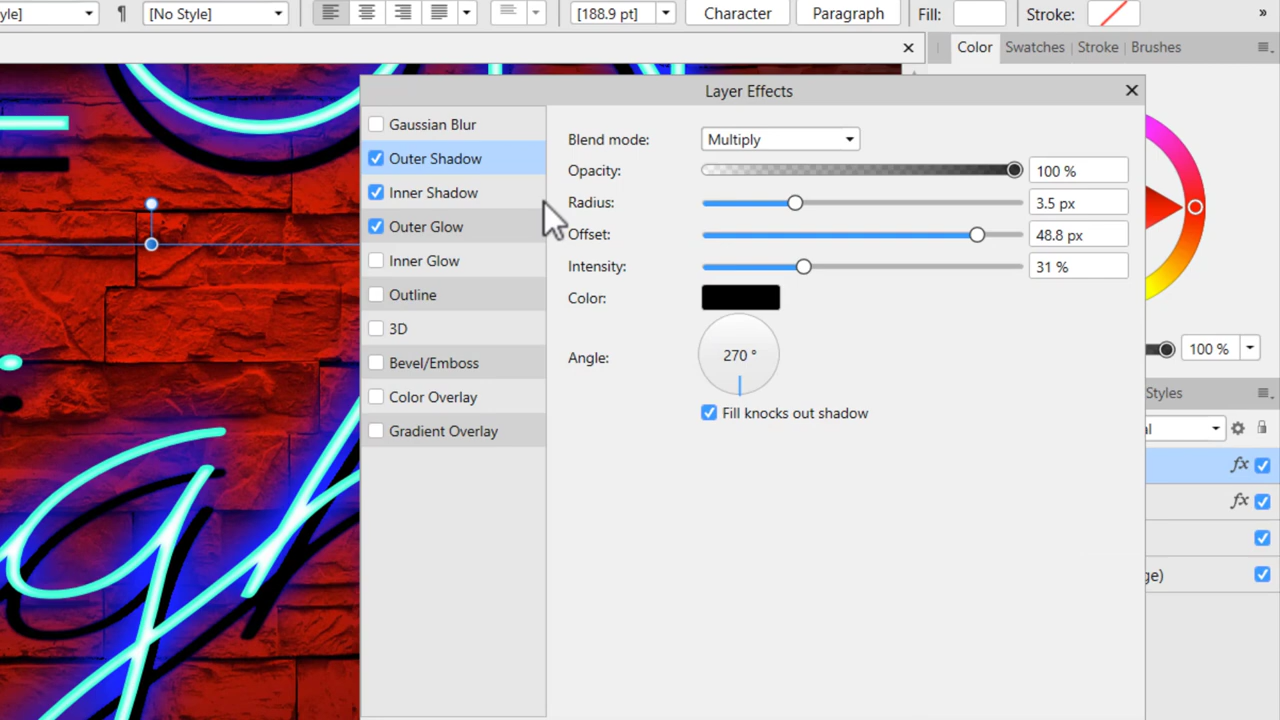 yle] ¶ [No Style] [188.9 pt] Character Paragraph Fill: Stroke: »
Color Swatches Stroke Brushes
Layer Effects
Gaussian Blur
Outer Shadow
Inner Shadow
Outer Glow
Inner Glow
Outline
3D
Bevel/Emboss
Color Overlay
Gradient Overlay
Blend mode: Multiply
Opacity: 100 %
Radius: 3.5 px
Offset: 48.8 px
Intensity: 31 %
Color:
Angle: 270 °
Fill knocks out shadow
100 %
Styles
al
fx
fx
ge)